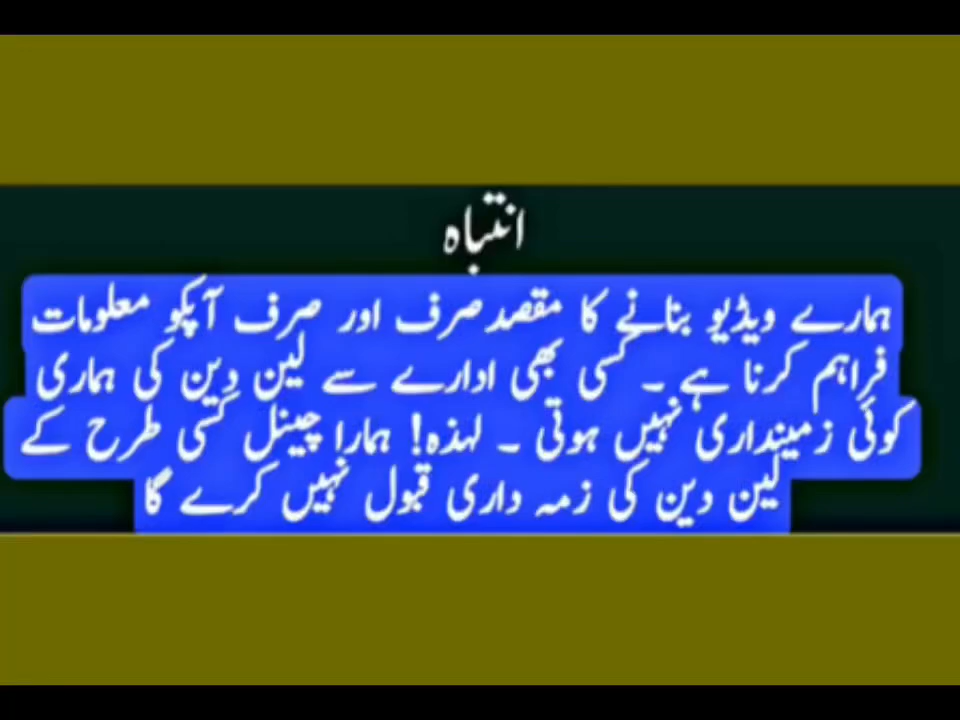 انتباہ
ہمارے ویڈیو بنانے کا مقصد صرف اور صرف آپکو معلومات
فراہم کرنا ہے ۔ کسی بھی ادارے سے لین دین کی ہماری
کوئی زمینداری نہیں ہوتی ۔ لہذہ! ہمارا چینل کسی طرح کے
لین دین کی زمہ داری قبول نہیں کرے گا